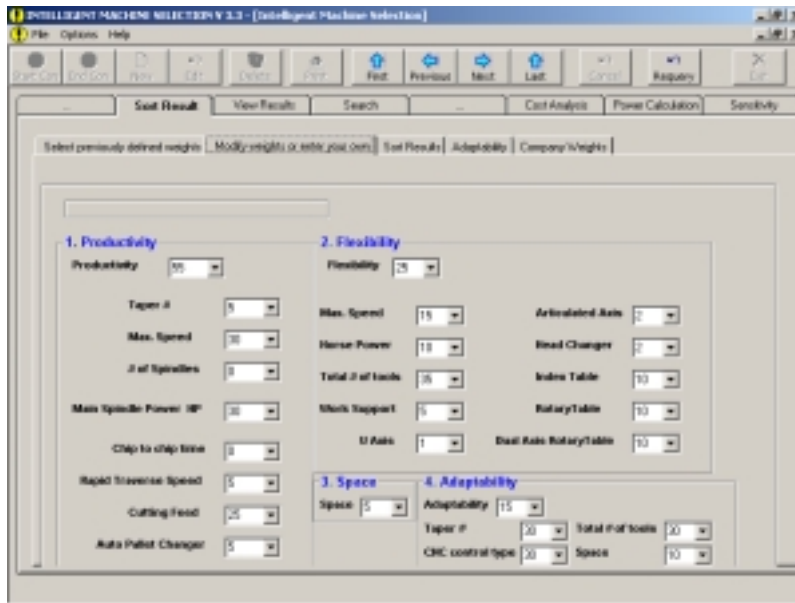 INTELLIGENT MACHINE SELECTION V 3.3 - [Intelligent Machine Selection]
File Options Help
Start Con End Con New Edit Delete Print First Previous Next Last Cancel Requery Exit
... Sort Result View Results Search ... Cost Analysis Power Calculation Sensitivity
Select previously defined weights Modify weights or enter your own Sort Results Adaptability Company Weights
1. Productivity 2. Flexibility
Productivity 55 Flexibility 25
Taper # 5 Max. Speed 15 Articulated Axis 2
Max. Speed 30 Horse Power 10 Head Changer 2
# of Spindles 0 Total # of tools 35 Index Table 10
Main Spindle Power HP 30 Work Support 5 RotaryTable 10
Chip to chip time 0 U Axis 1 Dual Axis RotaryTable 10
Rapid Traverse Speed 5 3. Space 4. Adaptability
Cutting Feed 25 Space 5 Adaptability 15
Auto Pallet Changer 5 Taper # Total # of tools
CNC control type Space 10